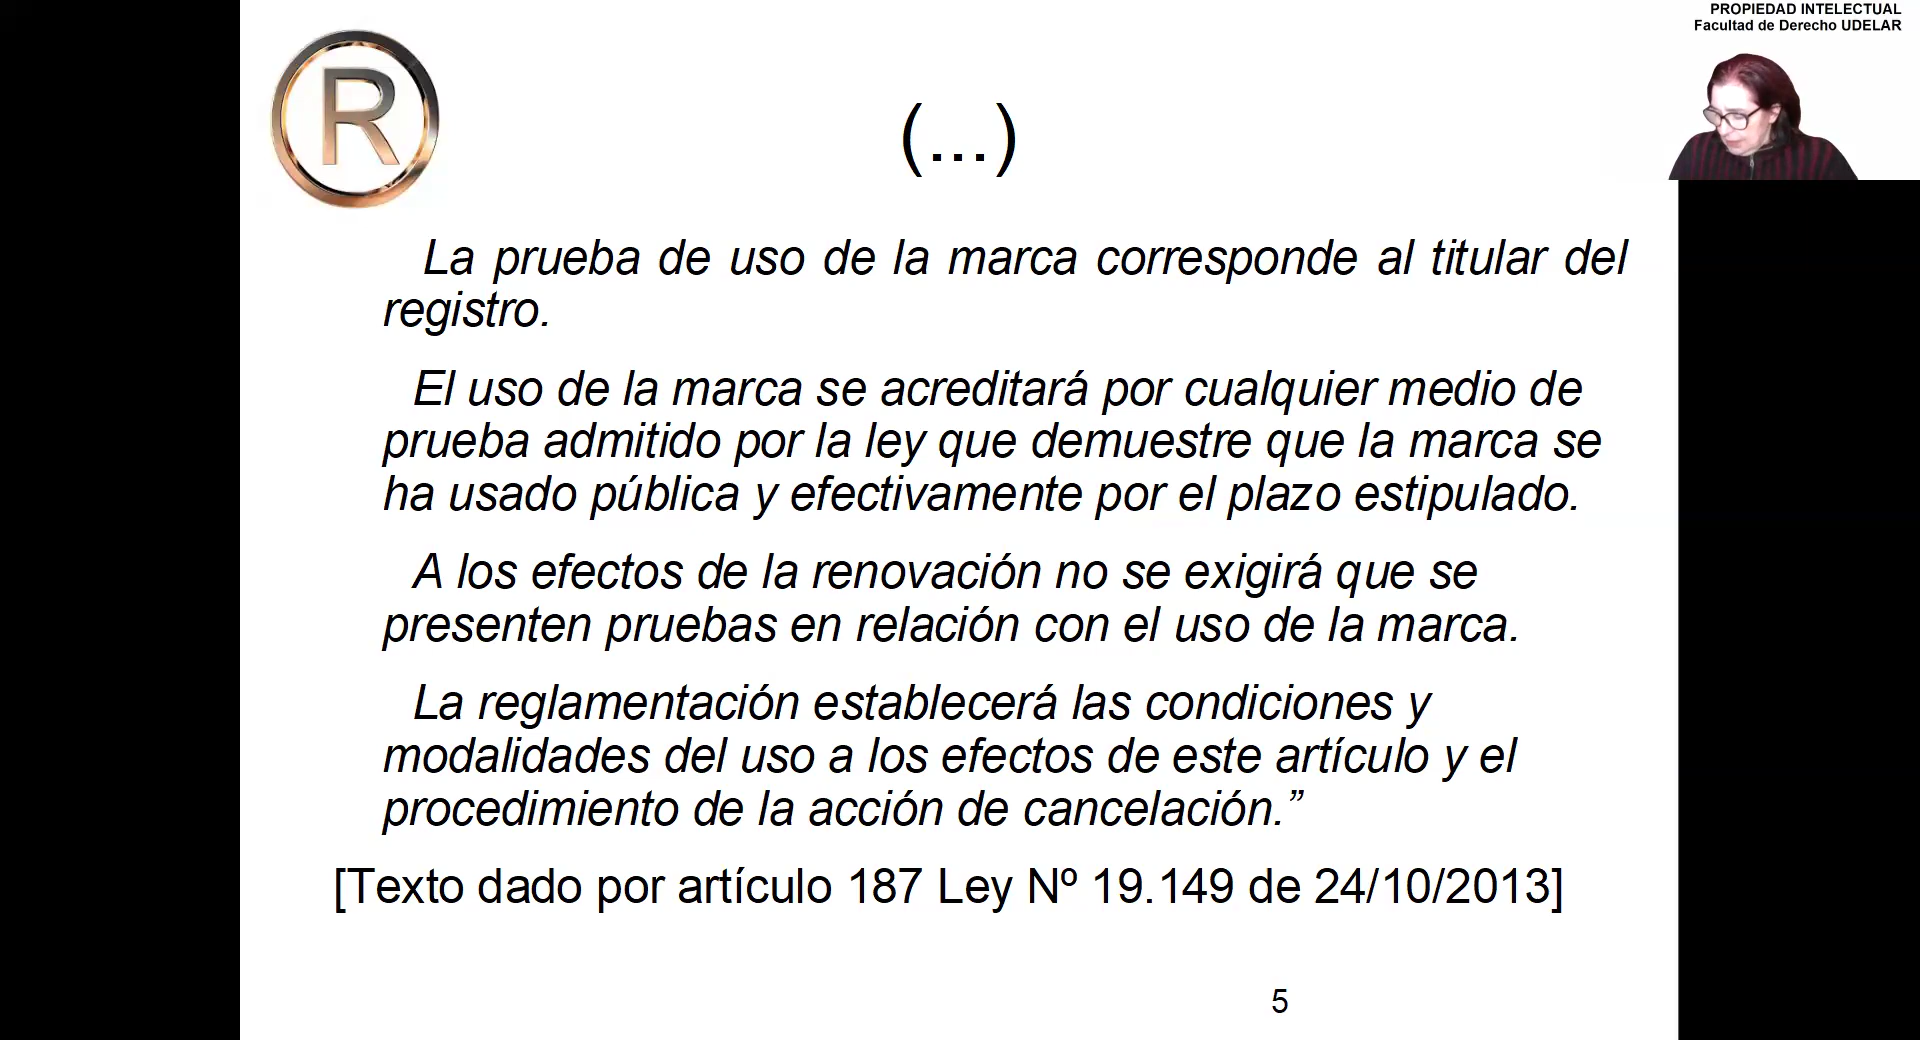 PROPIEDAD INTELECTUAL
Facultad de Derecho UDELAR
R
(...)
La prueba de uso de la marca corresponde al titular del
registro.
El uso de la marca se acreditará por cualquier medio de
prueba admitido por la ley que demuestre que la marca se
ha usado pública y efectivamente por el plazo estipulado.
A los efectos de la renovación no se exigirá que se
presenten pruebas en relación con el uso de la marca.
La reglamentación establecerá las condiciones y
modalidades del uso a los efectos de este artículo y el
procedimiento de la acción de cancelación.”
[Texto dado por artículo 187 Ley Nº 19.149 de 24/10/2013]
5